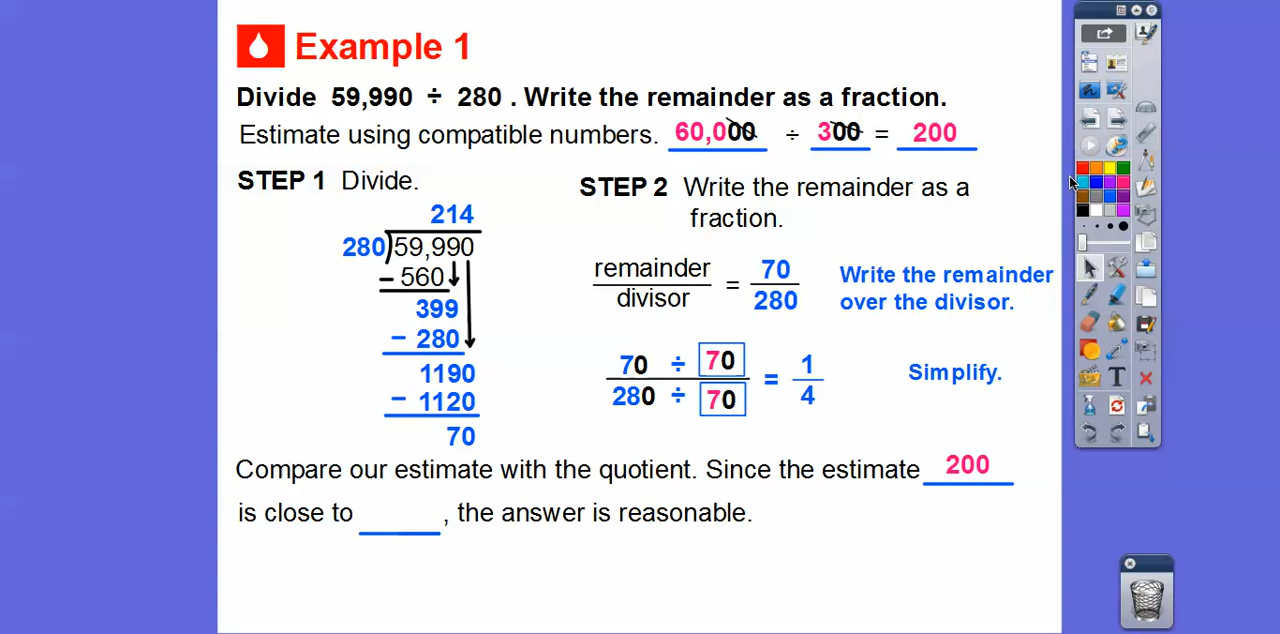 Example 1
Divide 59,990 ÷ 280 . Write the remainder as a fraction.
Estimate using compatible numbers. 60,000 ÷ 300 = 200
STEP 1 Divide.
214
280)59,990
- 560
399
- 280
1190
- 1120
70
STEP 2 Write the remainder as a
fraction.
remainder
divisor
=
70
280
Write the remainder
over the divisor.
70 ÷ 70
280 ÷ 70
=
1
4
Simplify.
Compare our estimate with the quotient. Since the estimate 200
is close to _____ , the answer is reasonable.
T